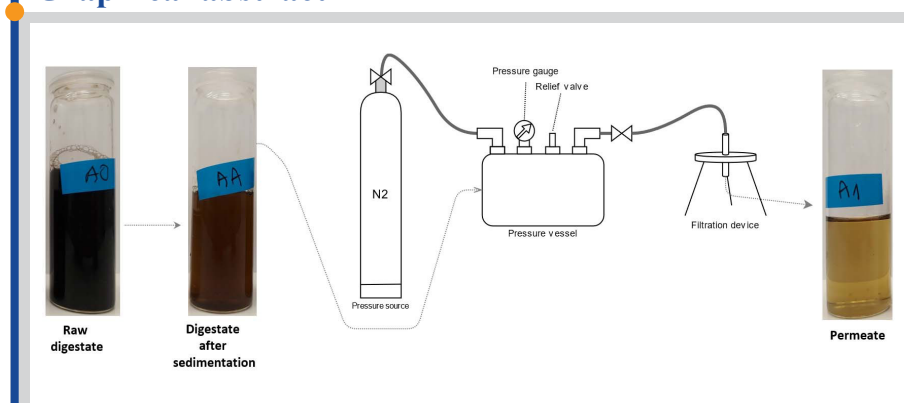 A0
AA
N2
Pressure source
Pressure gauge
Relief valve
Pressure vessel
Filtration device
A1
Raw
digestate
Digestate
after
sedimentation
Permeate